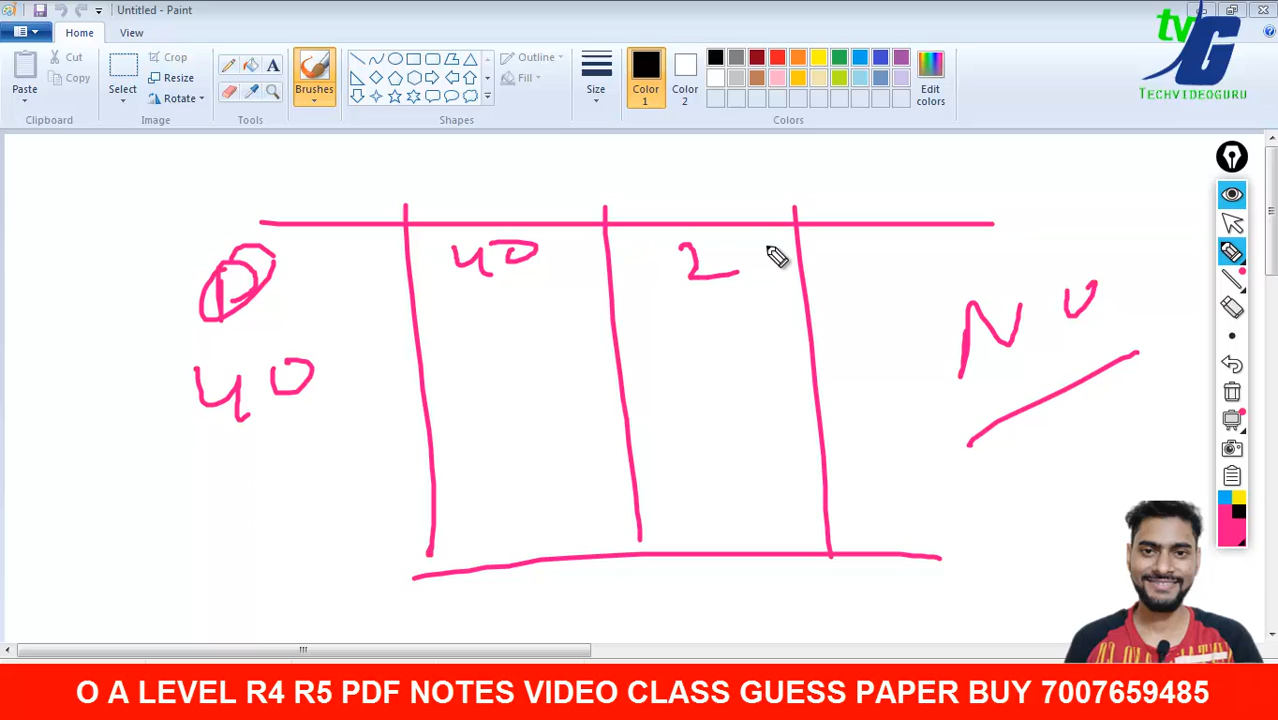 Untitled - Paint
Home View
Paste
Cut
Copy
Clipboard
Select
Crop
Resize
Rotate
Image
A
Tools
Brushes
Outline
Fill
Shapes
Size
Color 1
Color 2
Edit colors
Colors
tv G
TECHVIDEOGURU
40 2
40
N 0
O A LEVEL R4 R5 PDF NOTES VIDEO CLASS GUESS PAPER BUY 7007659485